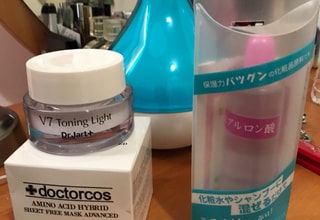 V7 Toning Light
Dr.Jart+
doctorcos
AMINO ACID HYBRID
SHEET FREE MASK ADVANCED
保湿力バツグンの化粧品原料
アルロン酸
化粧水やシャンプー
混ぜる